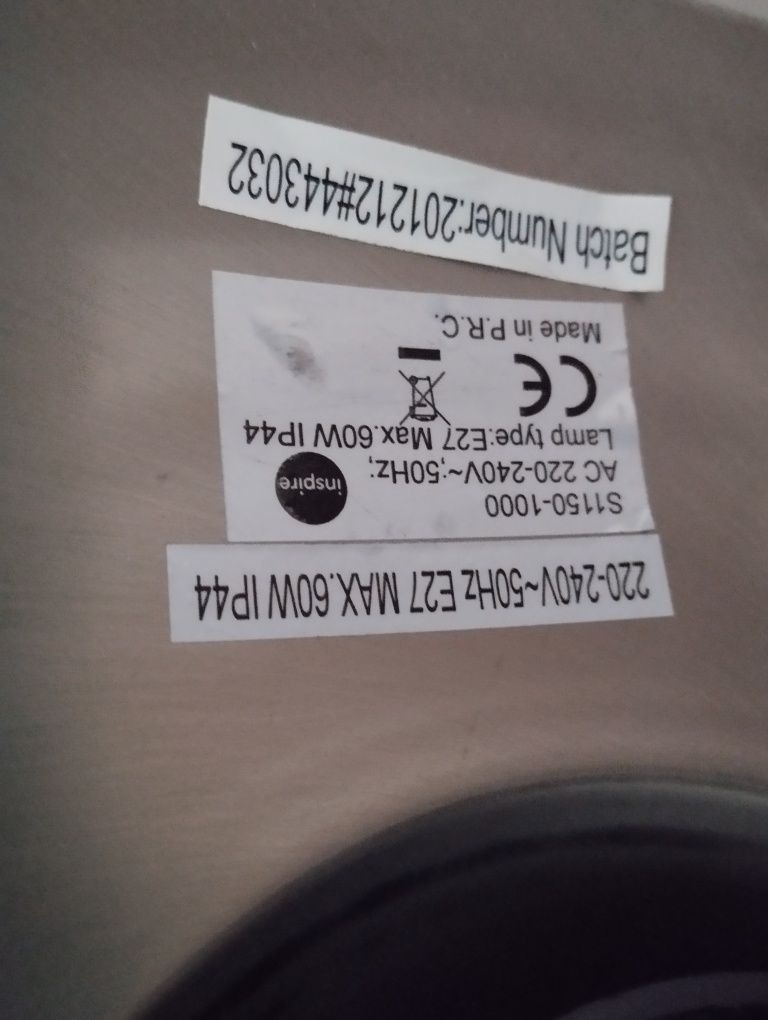 220-240V~50Hz E27 MAX.60W IP44
S1150-1000
AC 220-240V~;50Hz;
inspire
Lamp type:E27 Max.60W IP44
CE
Made in P.R.C.
Batch Number:201212#443032